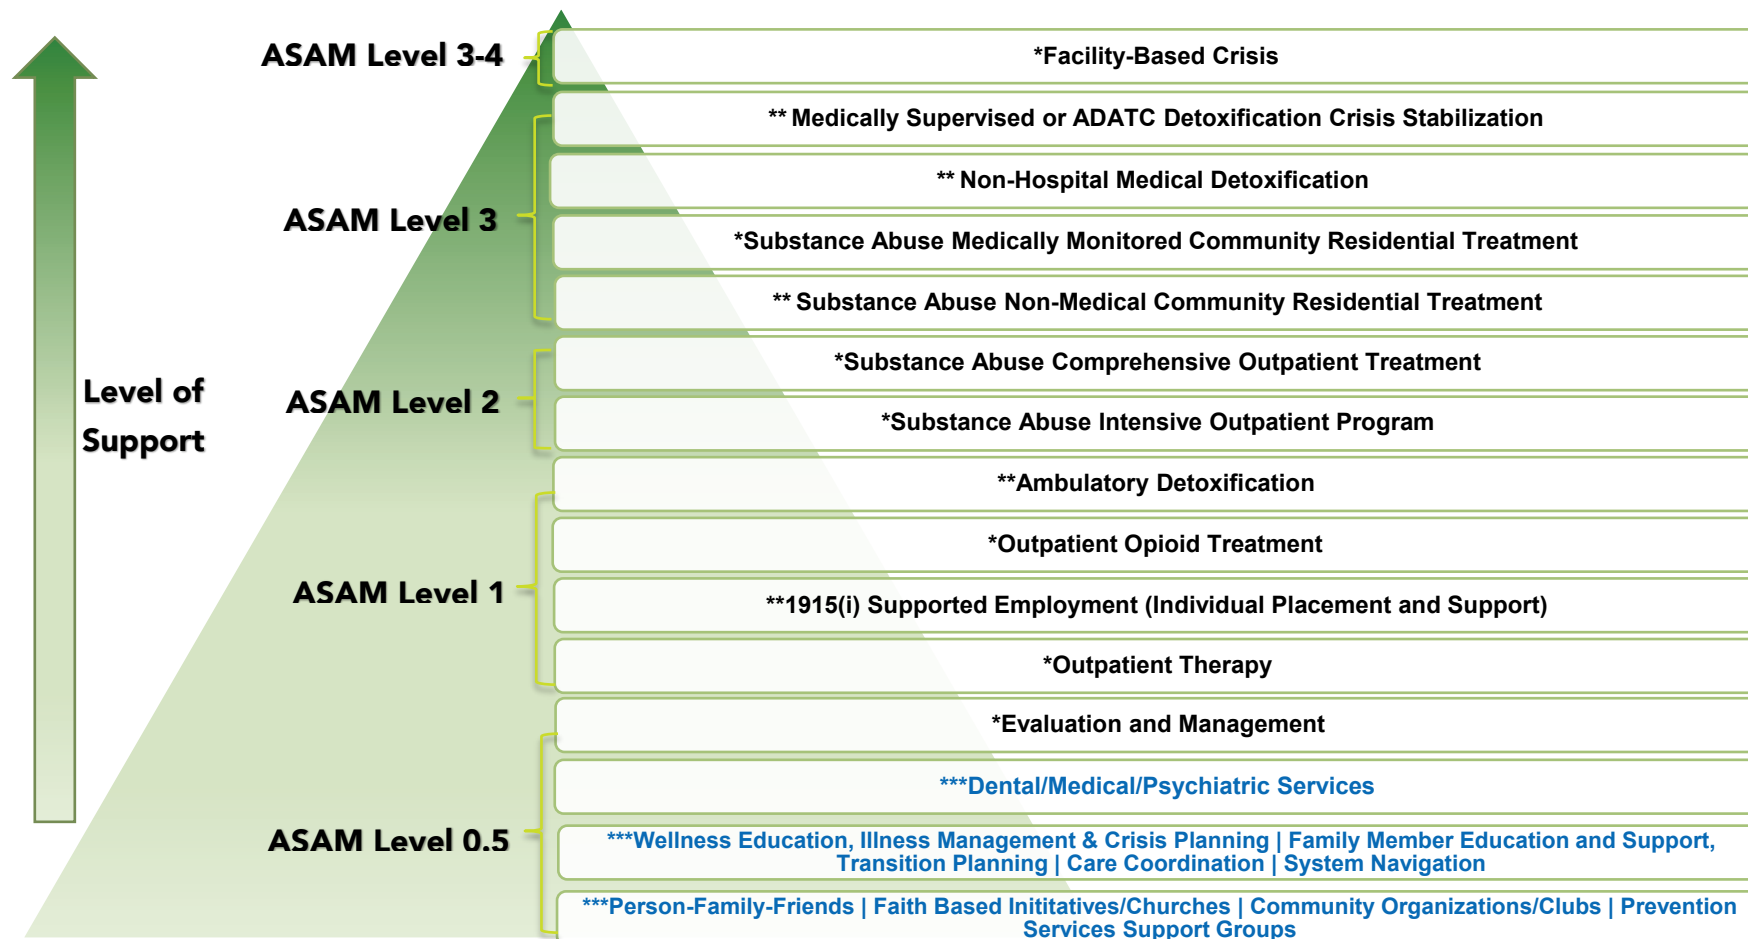 ASAM Level 3-4
*Facility-Based Crisis
** Medically Supervised or ADATC Detoxification Crisis Stabilization
** Non-Hospital Medical Detoxification
ASAM Level 3
*Substance Abuse Medically Monitored Community Residential Treatment
** Substance Abuse Non-Medical Community Residential Treatment
*Substance Abuse Comprehensive Outpatient Treatment
Level of
Support
ASAM Level 2
*Substance Abuse Intensive Outpatient Program
**Ambulatory Detoxification
*Outpatient Opioid Treatment
ASAM Level 1
**1915(i) Supported Employment (Individual Placement and Support)
*Outpatient Therapy
*Evaluation and Management
***Dental/Medical/Psychiatric Services
ASAM Level 0.5
***Wellness Education, Illness Management & Crisis Planning | Family Member Education and Support,
Transition Planning | Care Coordination | System Navigation
***Person-Family-Friends | Faith Based Inititatives/Churches | Community Organizations/Clubs | Prevention
Services Support Groups